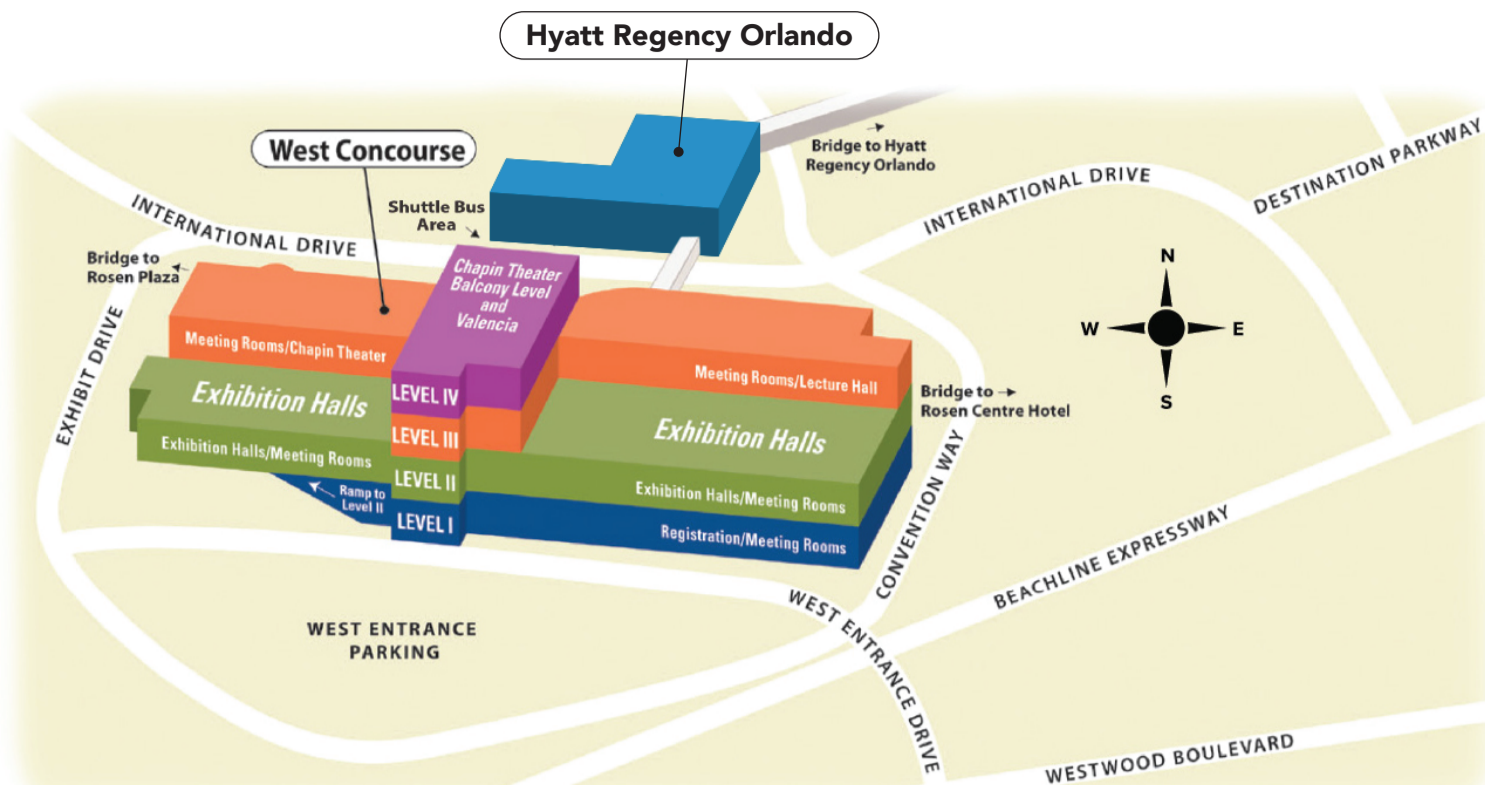 Hyatt Regency Orlando
West Concourse
Bridge to Hyatt
Regency Orlando
DESTINATION PARKWAY
INTERNATIONAL DRIVE
INTERNATIONAL DRIVE
Shuttle Bus
Area
Bridge to
Rosen Plaza
Chapin Theater
Balcony Level
and
Valencia
N
W
E
S
EXHIBIT DRIVE
Meeting Rooms/Chapin Theater
Meeting Rooms/Lecture Hall
Bridge to
Rosen Centre Hotel
Exhibition Halls
LEVEL IV
LEVEL III
Exhibition Halls
Exhibition Halls/Meeting Rooms
LEVEL II
Exhibition Halls/Meeting Rooms
Ramp to
Level II
LEVEL I
Registration/Meeting Rooms
CONVENTION WAY
BEACHLINE EXPRESSWAY
WEST ENTRANCE
PARKING
WEST ENTRANCE DRIVE
WESTWOOD BOULEVARD